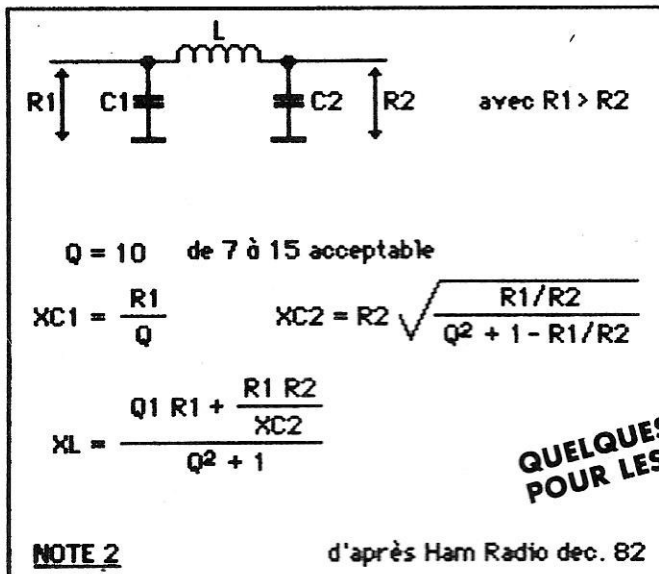 L
R1 C1 C2 R2 avec R1 > R2
Q = 10 de 7 à 15 acceptable
XC1 = R1 / Q XC2 = R2 √ R1/R2 / Q² + 1 - R1/R2
XL = Q1 R1 + R1 R2 / XC2 / Q² + 1
QUELQUES
POUR LES
NOTE 2 d'après Ham Radio dec. 82